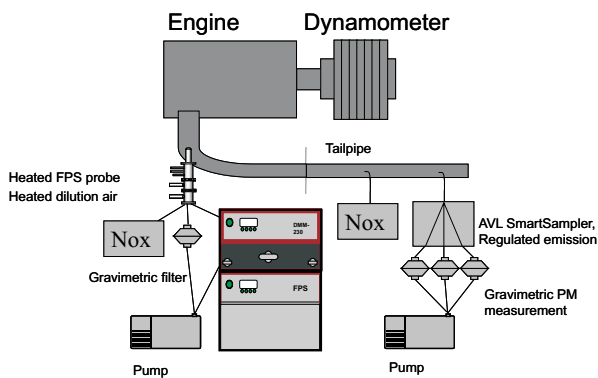 Engine
Dynamometer
Tailpipe
Heated FPS probe
Heated dilution air
Nox
DMM-
230
Nox
AVL SmartSampler,
Regulated emission
Gravimetric filter
FPS
Gravimetric PM
measurement
Pump
Pump